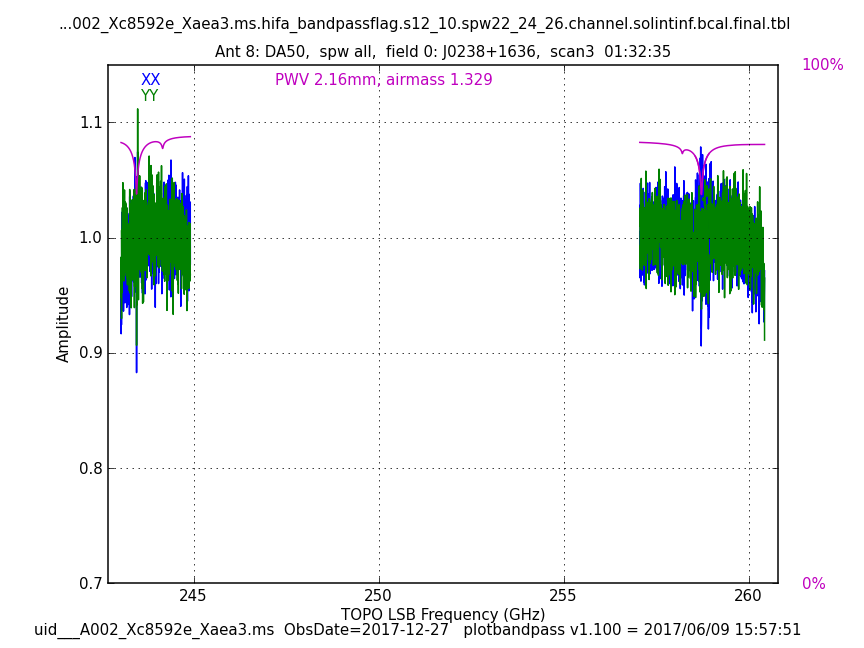 ...002_Xc8592e_Xaea3.ms.hifa_bandpassflag.s12_10.spw22_24_26.channel.solintinf.bcal.final.tbl
Ant 8: DA50,  spw all,  field 0: J0238+1636,  scan3  01:32:35
100%
XX
PWV 2.16mm, airmass 1.329
YY
1.1
1.0
0.9
0.8
0.7
Amplitude
0%
245
250
255
260
TOPO LSB Frequency (GHz)
uid___A002_Xc8592e_Xaea3.ms  ObsDate=2017-12-27   plotbandpass v1.100 = 2017/06/09 15:57:51